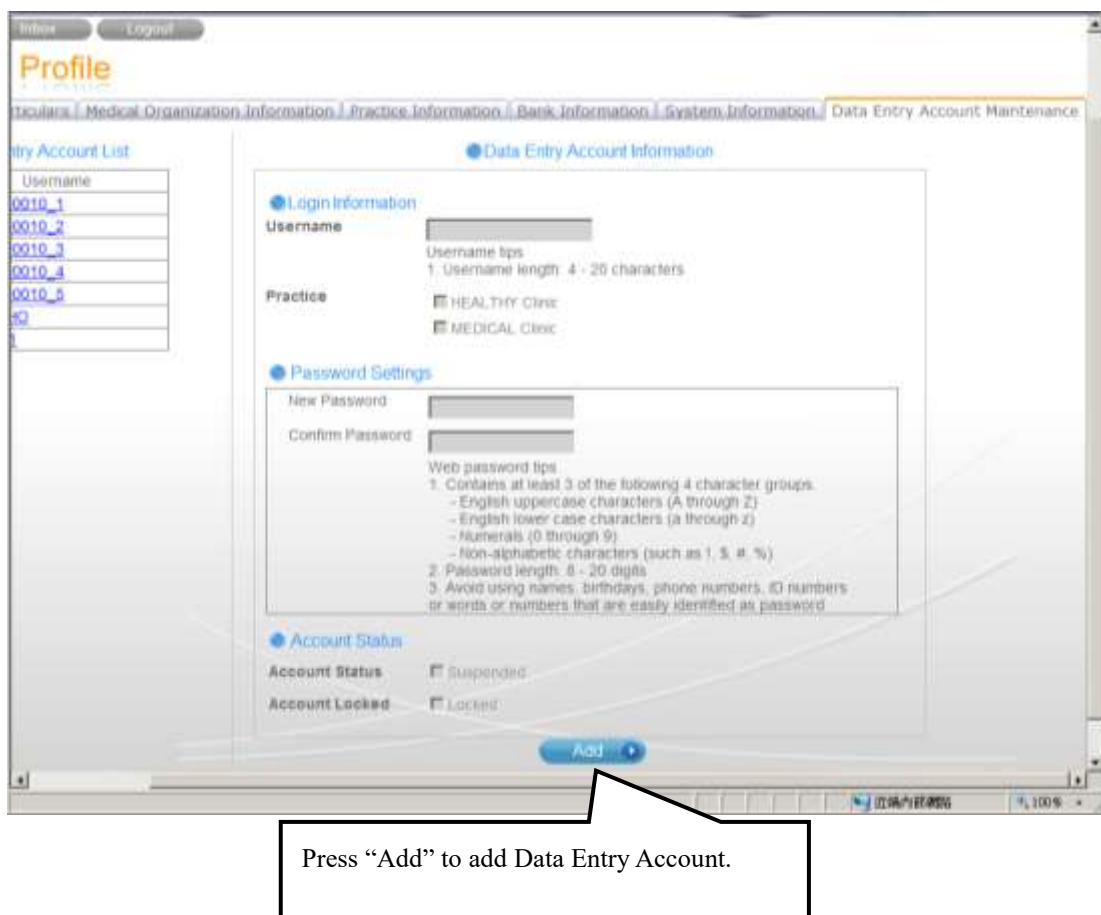 Inbox Logout
Profile
ticulars Medical Organization Information Practice Information Bank Information System Information Data Entry Account Maintenance
try Account List
Data Entry Account Information
Username
0010_1
0010_2
0010_3
0010_4
0010_5
Login Information
Username
Username tips
1. Username length: 4 - 20 characters
Practice
HEALTHY Clinic
MEDICAL Clinic
Password Settings
New Password
Confirm Password
Web password tips
1. Contains at least 3 of the following 4 character groups.
- English uppercase characters (A through Z)
- English lower case characters (a through z)
- Numerals (0 through 9)
- Non-alphabetic characters (such as !, $, #, %)
2. Password length: 8 - 20 digits
3. Avoid using names, birthdays, phone numbers, ID numbers
or words or numbers that are easily identified as password
Account Status
Account Status Suspended
Account Locked Locked
Add
100%
Press “Add” to add Data Entry Account.